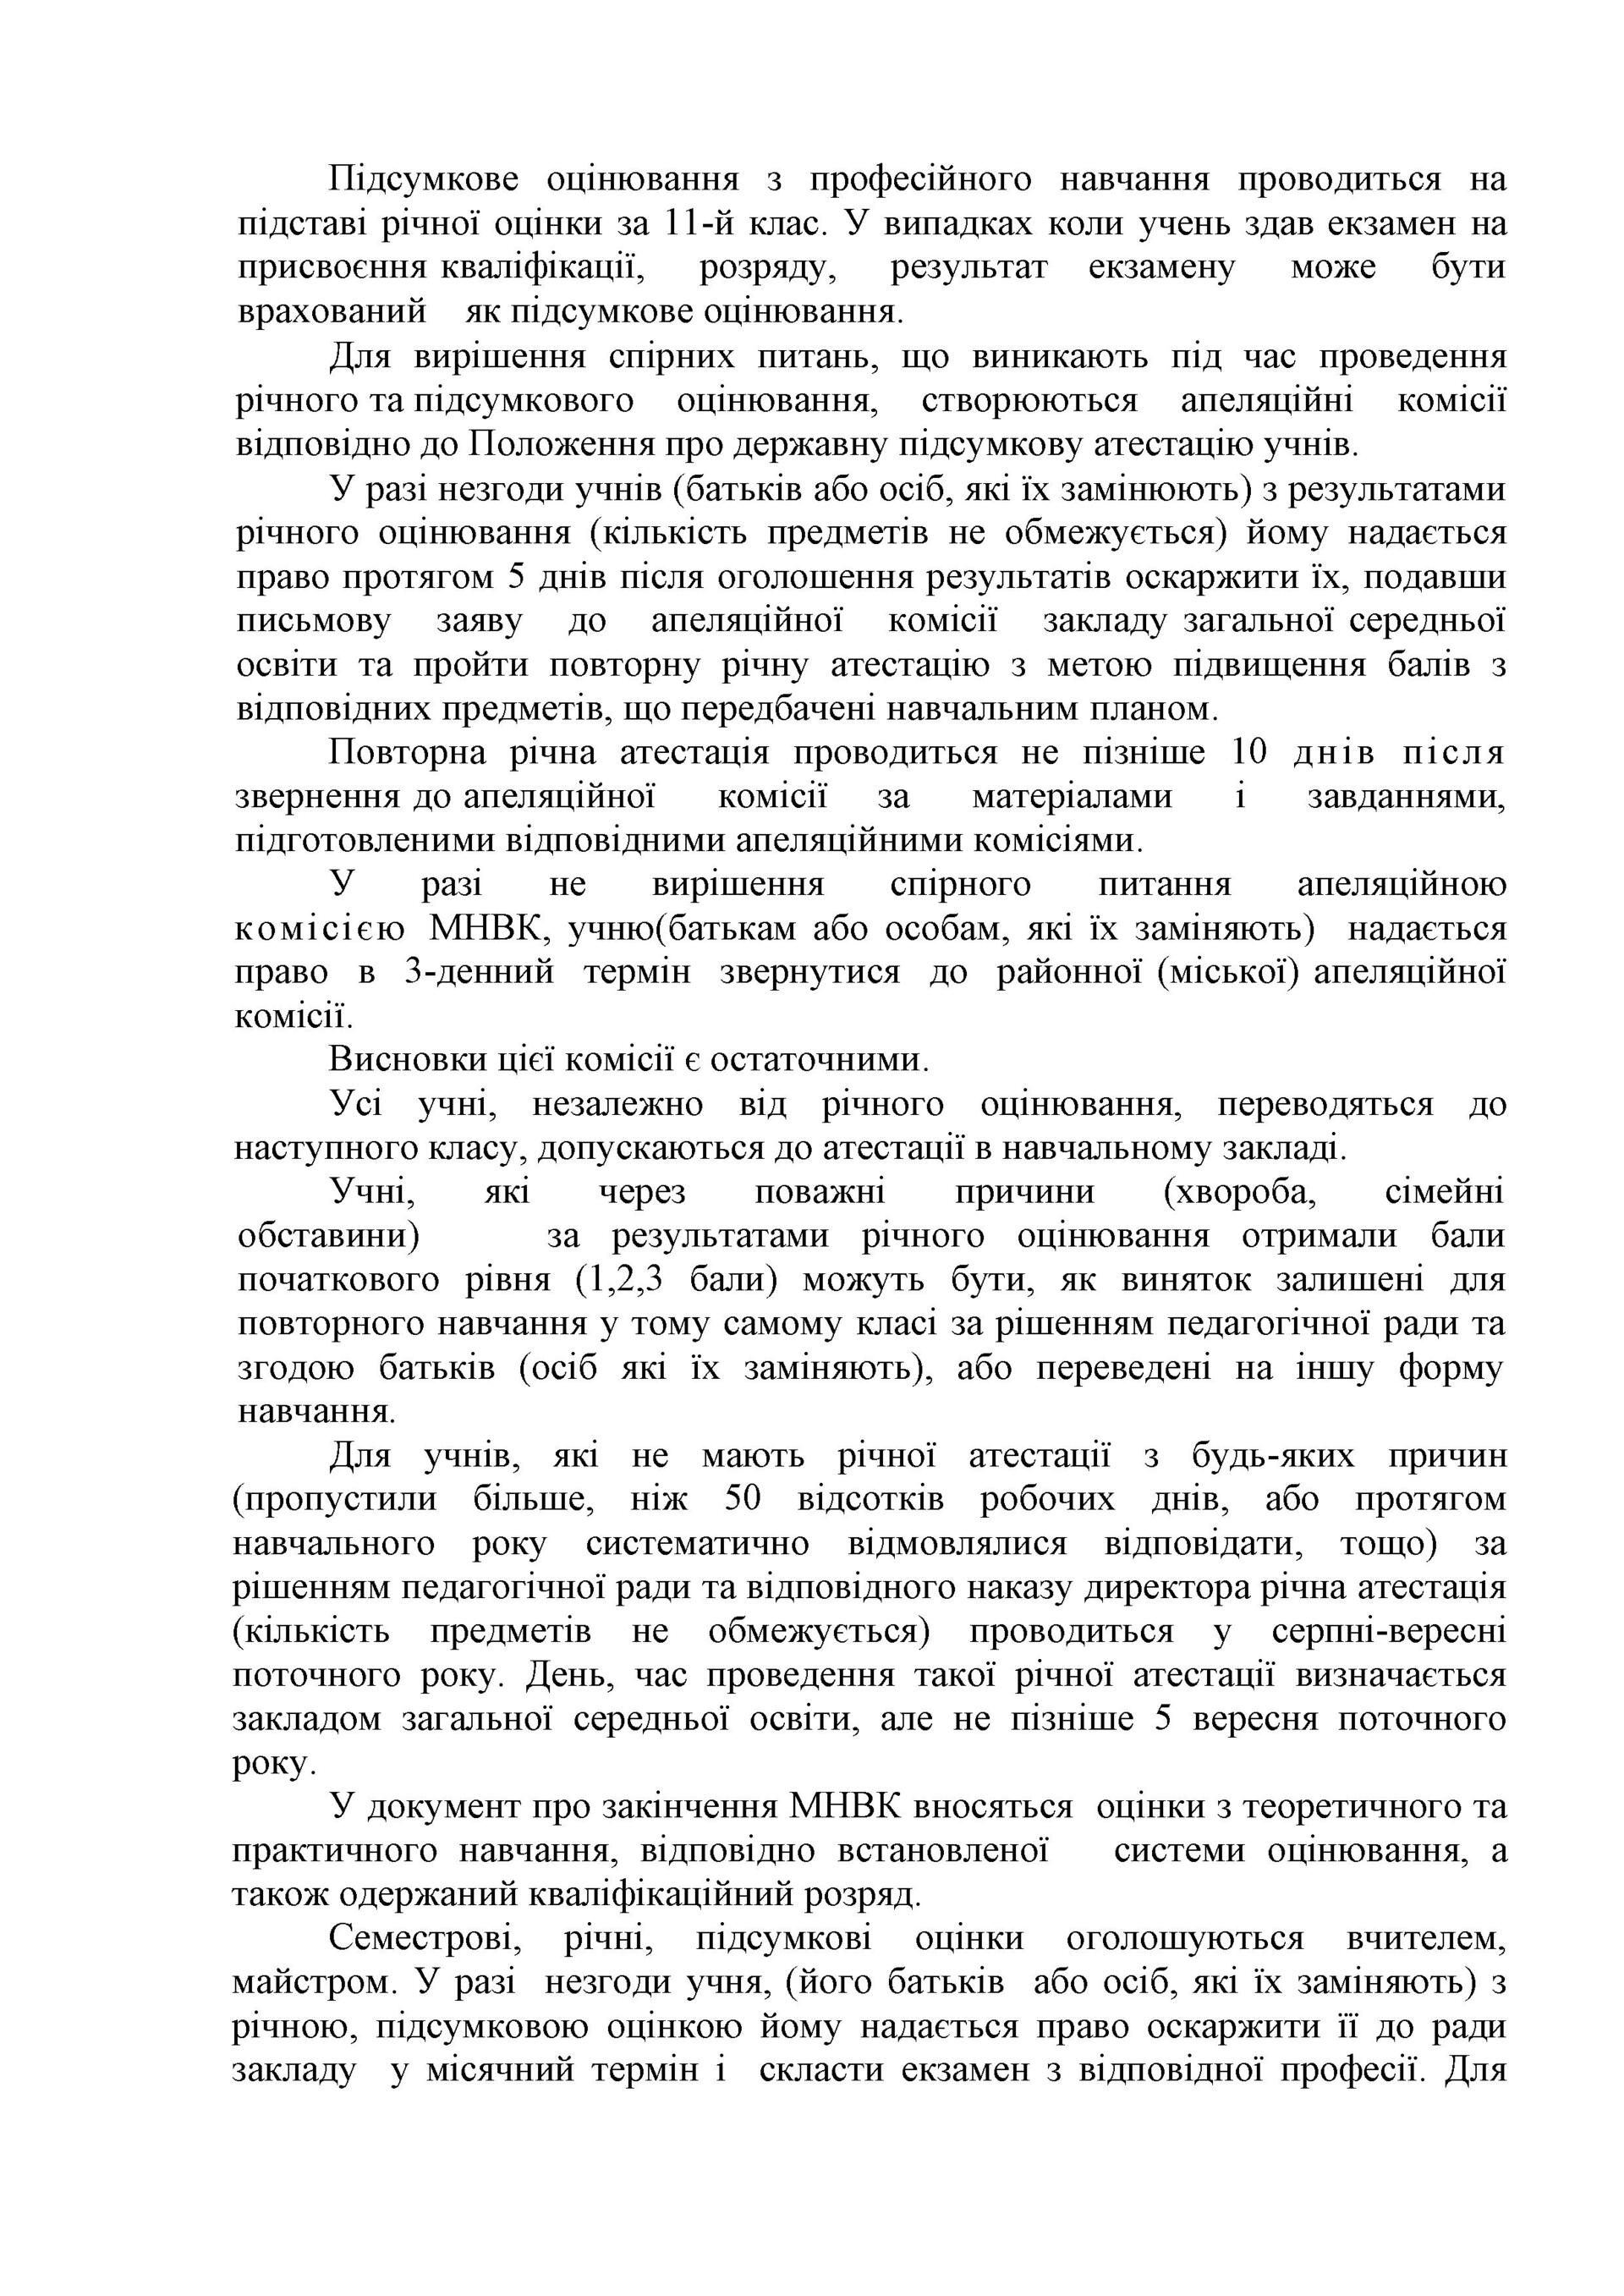 Підсумкове оцінювання з професійного навчання проводиться на
підставі річної оцінки за 11-й клас. У випадках коли учень здав екзамен на
присвоєння кваліфікації, розряду, результат екзамену може бути
врахований як підсумкове оцінювання.
Для вирішення спірних питань, що виникають під час проведення
річного та підсумкового оцінювання, створюються апеляційні комісії
відповідно до Положення про державну підсумкову атестацію учнів.
У разі незгоди учнів (батьків або осіб, які їх замінюють) з результатами
річного оцінювання (кількість предметів не обмежується) йому надається
право протягом 5 днів після оголошення результатів оскаржити їх, подавши
письмову заяву до апеляційної комісії закладу загальної середньої
освіти та пройти повторну річну атестацію з метою підвищення балів з
відповідних предметів, що передбачені навчальним планом.
Повторна річна атестація проводиться не пізніше 10 днів після
звернення до апеляційної комісії за матеріалами і завданнями,
підготовленими відповідними апеляційними комісіями.
У разі не вирішення спірного питання апеляційною
комісією МНВК, учню(батькам або особам, які їх заміняють) надається
право в 3-денний термін звернутися до районної (міської) апеляційної
комісії.
Висновки цієї комісії є остаточними.
Усі учні, незалежно від річного оцінювання, переводяться до
наступного класу, допускаються до атестації в навчальному закладі.
Учні, які через поважні причини (хвороба, сімейні
обставини) за результатами річного оцінювання отримали бали
початкового рівня (1,2,3 бали) можуть бути, як виняток залишені для
повторного навчання у тому самому класі за рішенням педагогічної ради та
згодою батьків (осіб які їх заміняють), або переведені на іншу форму
навчання.
Для учнів, які не мають річної атестації з будь-яких причин
(пропустили більше, ніж 50 відсотків робочих днів, або протягом
навчального року систематично відмовлялися відповідати, тощо) за
рішенням педагогічної ради та відповідного наказу директора річна атестація
(кількість предметів не обмежується) проводиться у серпні-вересні
поточного року. День, час проведення такої річної атестації визначається
закладом загальної середньої освіти, але не пізніше 5 вересня поточного
року.
У документ про закінчення МНВК вносяться оцінки з теоретичного та
практичного навчання, відповідно встановленої системи оцінювання, а
також одержаний кваліфікаційний розряд.
Семестрові, річні, підсумкові оцінки оголошуються вчителем,
майстром. У разі незгоди учня, (його батьків або осіб, які їх заміняють) з
річною, підсумковою оцінкою йому надається право оскаржити її до ради
закладу у місячний термін і скласти екзамен з відповідної професії. Для